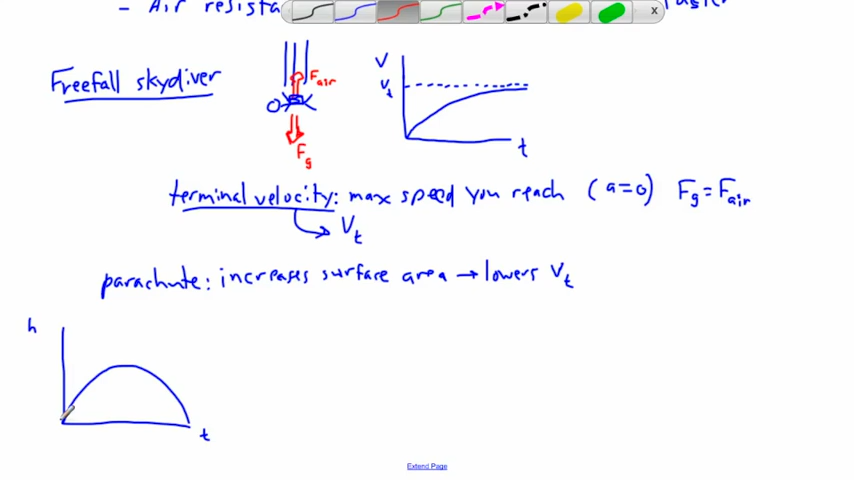 - Air resista
Freefall skydiver
Fair
Fg
V
Vt
t
terminal velocity: max speed you reach (a=0) Fg = Fair
Vt
parachute: increases surface area → lowers Vt
h
t
Extend Page
x